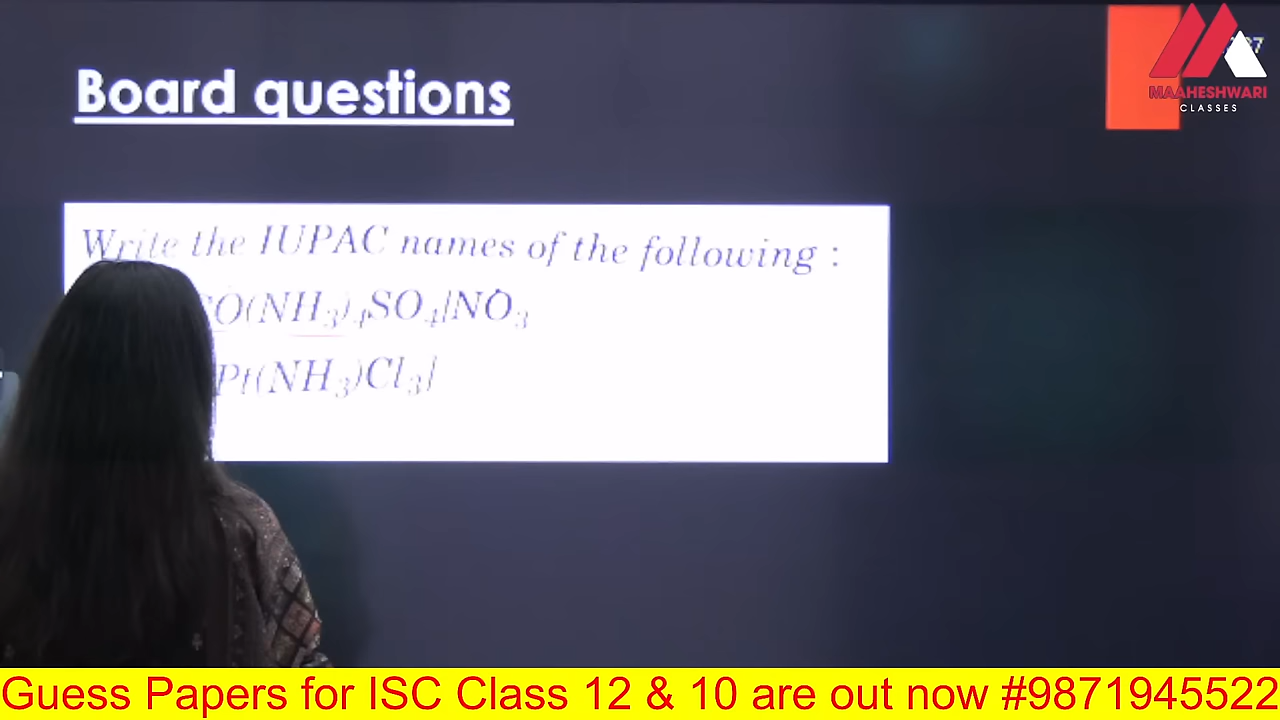 Board questions
MAAHESHWARI
CLASSES
Write the IUPAC names of the following :
O(NH₃)₄SO₄]NO₃
Pt(NH₃)Cl₃]
Guess Papers for ISC Class 12 & 10 are out now #9871945522